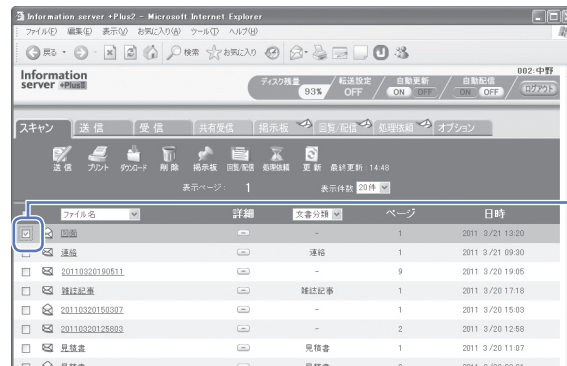 Information server +Plus2 - Microsoft Internet Explorer
ファイル(F) 編集(E) 表示(V) お気に入り(A) ツール(T) ヘルプ(H)
戻る 検索 お気に入り
002:中野
Information server +PlusⅡ
ディスク残量 93% 転送設定 OFF 自動更新 ON OFF 自動配信 ON OFF ログアウト
スキャン 送信 受信 共有受信 掲示板 回覧/配信 処理依頼 オプション
送信 プリント ダウンロード 削除 掲示板 回覧/配信 処理依頼 更新 最終更新:14:48
表示ページ: 1 表示件数 20件
ファイル名 詳細 文書分類 ページ 日時
図面 - 1 2011 3/21 13:20
連絡 連絡 1 2011 3/21 09:30
20110320190511 - 9 2011 3/20 19:05
雑誌記事 雑誌記事 1 2011 3/20 17:18
20110320150307 - 1 2011 3/20 15:03
20110320125803 - 2 2011 3/20 12:58
見積書 見積書 1 2011 3/20 11:07